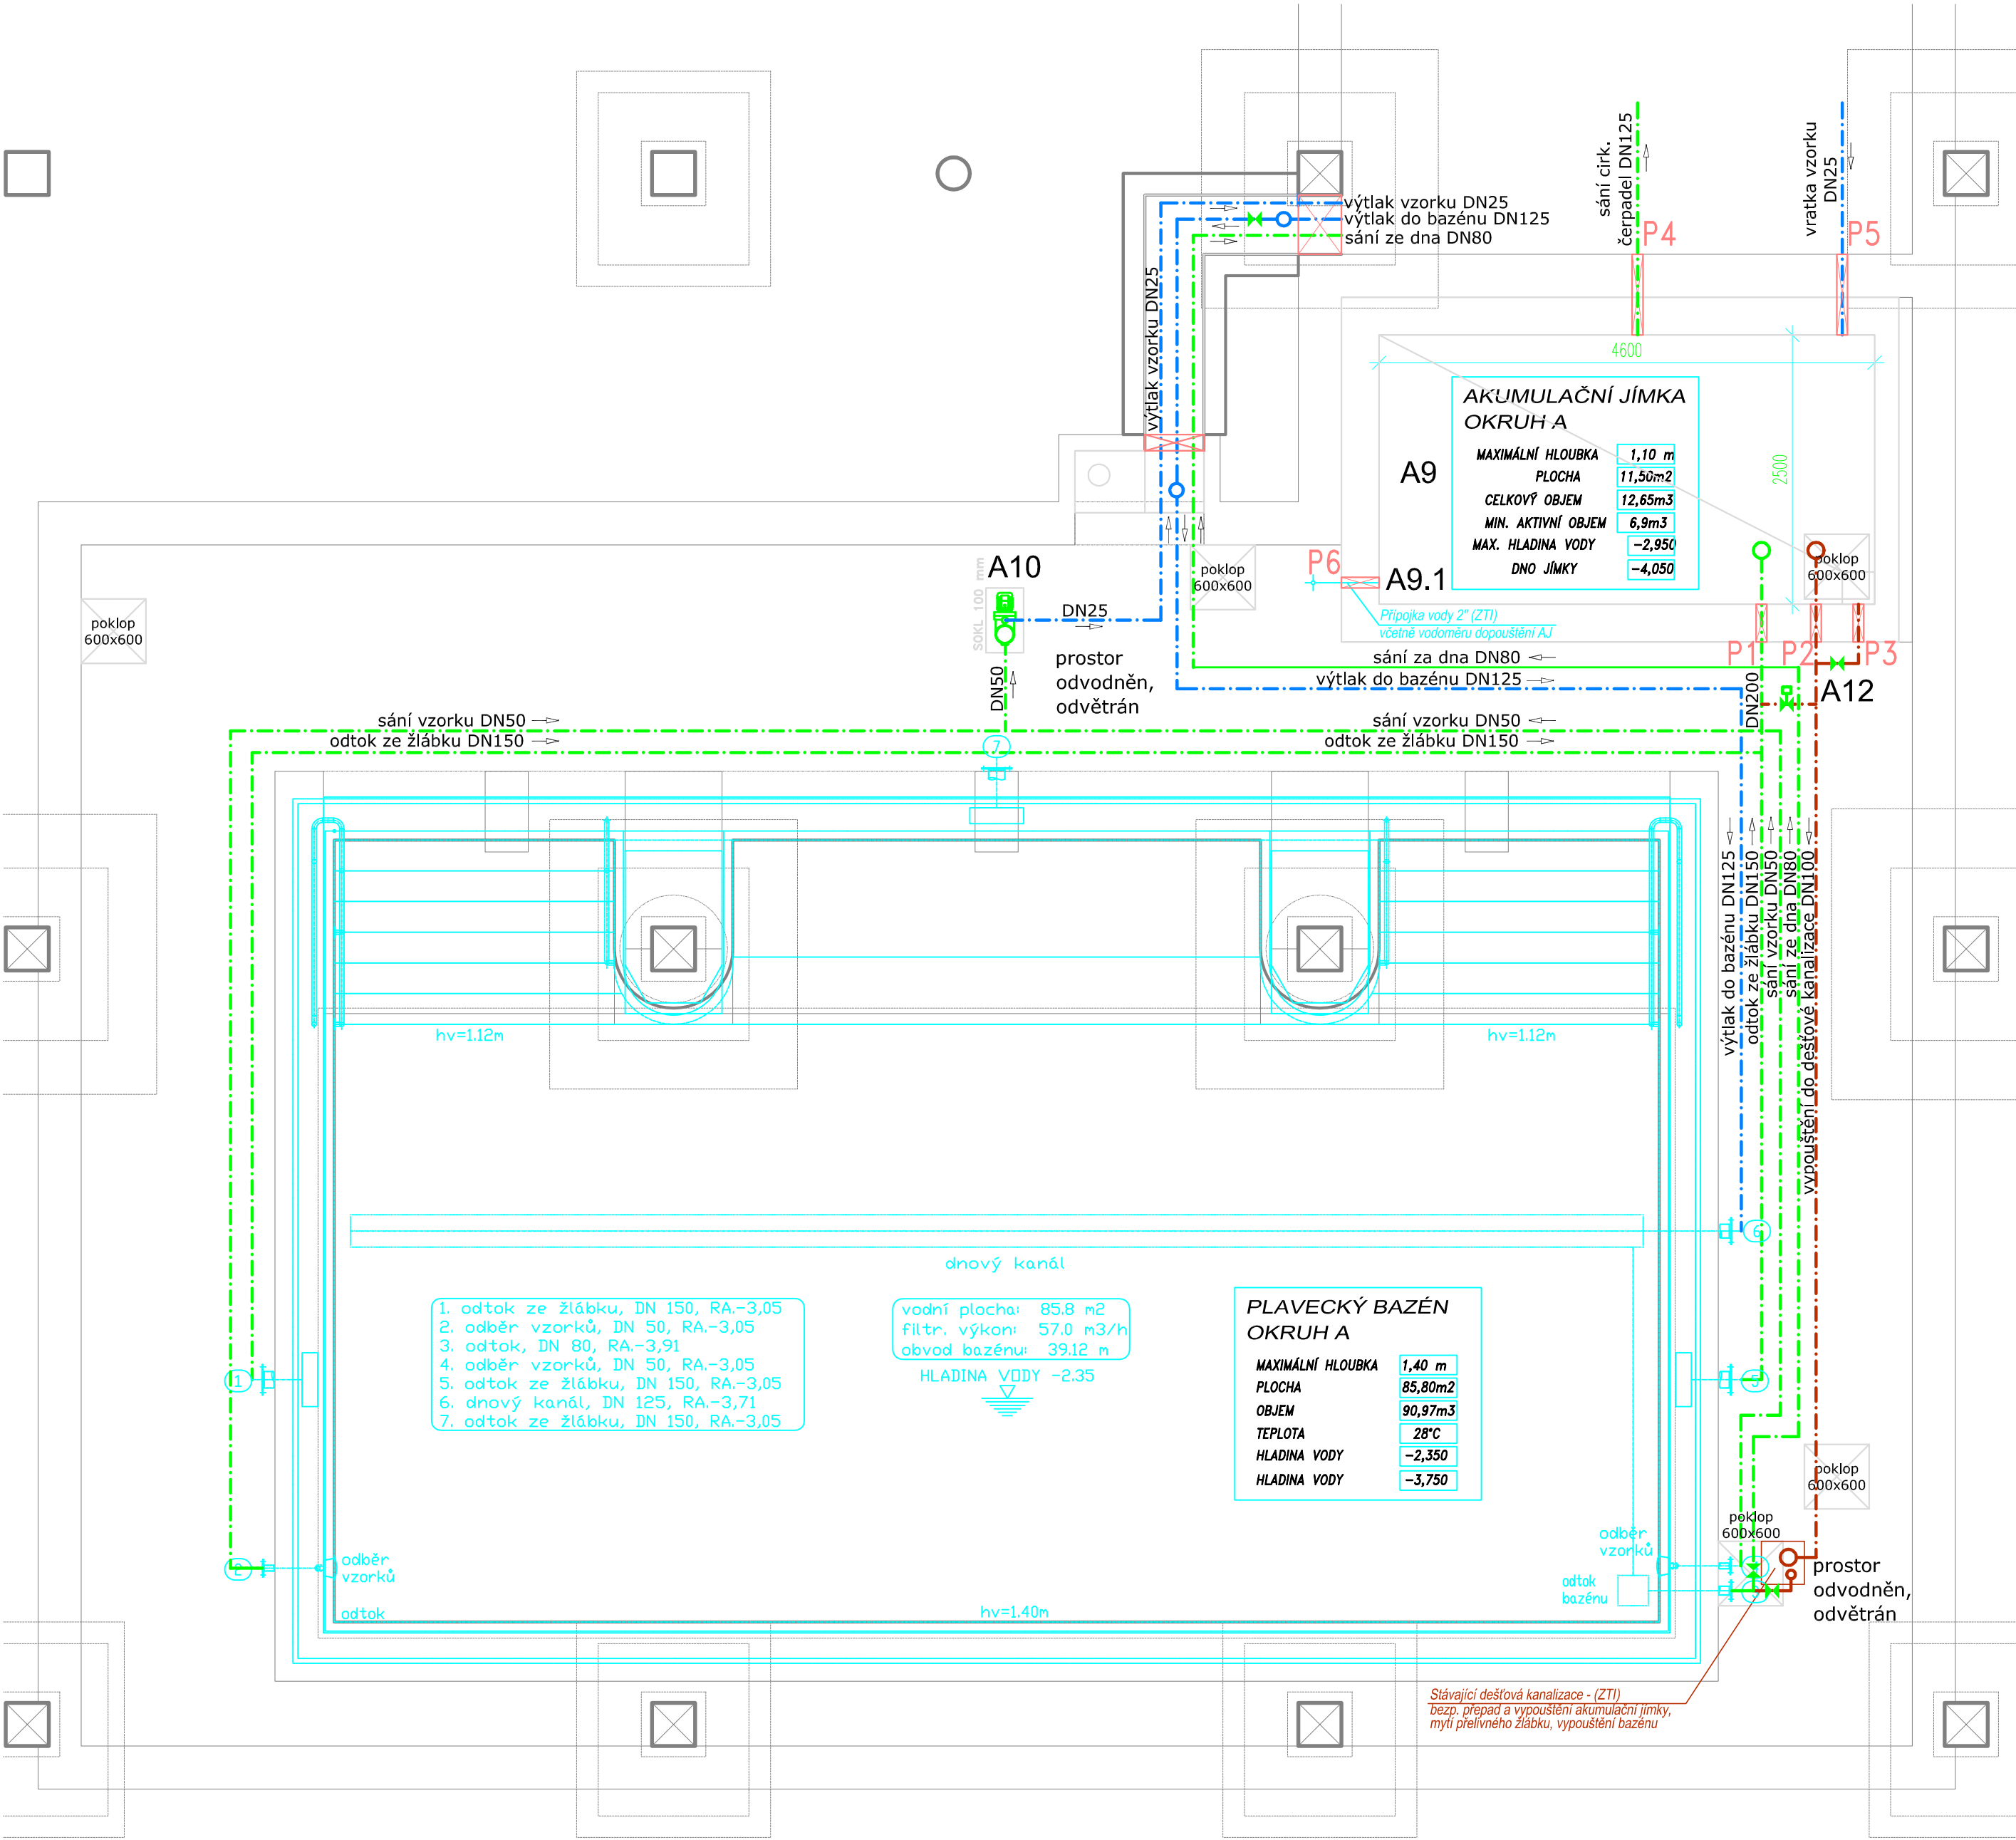 výtlak vzorku DN25
výtlak do bazénu DN125
sání ze dna DN80
sání cirk.
čerpadel DN125
P4
vratka vzorku
DN25
P5
výtlak vzorku DN25
4600
2500
AKUMULAČNÍ JÍMKA
OKRUH A
MAXIMÁLNÍ HLOUBKA 1,10 m
PLOCHA 11,50m2
CELKOVÝ OBJEM 12,65m3
MIN. AKTIVNÍ OBJEM 6,9m3
MAX. HLADINA VODY -2,950
DNO JÍMKY -4,050
A9
A10
SOKL 100 mm
P6
A9.1
poklop
600x600
poklop
600x600
poklop
600x600
DN25
Přípojka vody 2" (ZTI)
včetně vodoměru dopouštění AJ
P1
P2
P3
prostor
odvodněn,
odvětrán
DN50
sání za dna DN80
výtlak do bazénu DN125
DN200
A12
sání vzorku DN50
odtok ze žlábku DN150
sání vzorku DN50
odtok ze žlábku DN150
7
výtlak do bazénu DN125
odtok ze žlábku DN150
sání vzorku DN50
sání ze dna DN80
vypouštění do dešťové kanalizace DN100
hv=1.12m
hv=1.12m
6
dnový kanál
1. odtok ze žlábku, DN 150, RA.-3,05
2. odběr vzorků, DN 50, RA.-3,05
3. odtok, DN 80, RA.-3,91
4. odběr vzorků, DN 50, RA.-3,05
5. odtok ze žlábku, DN 150, RA.-3,05
6. dnový kanál, DN 125, RA.-3,71
7. odtok ze žlábku, DN 150, RA.-3,05
vodní plocha: 85.8 m2
filtr. výkon: 57.0 m3/h
obvod bazénu: 39.12 m
HLADINA VODY -2.35
PLAVECKÝ BAZÉN
OKRUH A
MAXIMÁLNÍ HLOUBKA 1,40 m
PLOCHA 85,80m2
OBJEM 90,97m3
TEPLOTA 28°C
HLADINA VODY -2,350
HLADINA VODY -3,750
1
5
poklop
600x600
poklop
600x600
2
odběr
vzorků
odtok
odběr
vzorků
odtok
bazénu
hv=1.40m
prostor
odvodněn,
odvětrán
Stávající dešťová kanalizace - (ZTI)
bezp. přepad a vypouštění akumulační jímky,
mytí přelivného žlábku, vypouštění bazénu